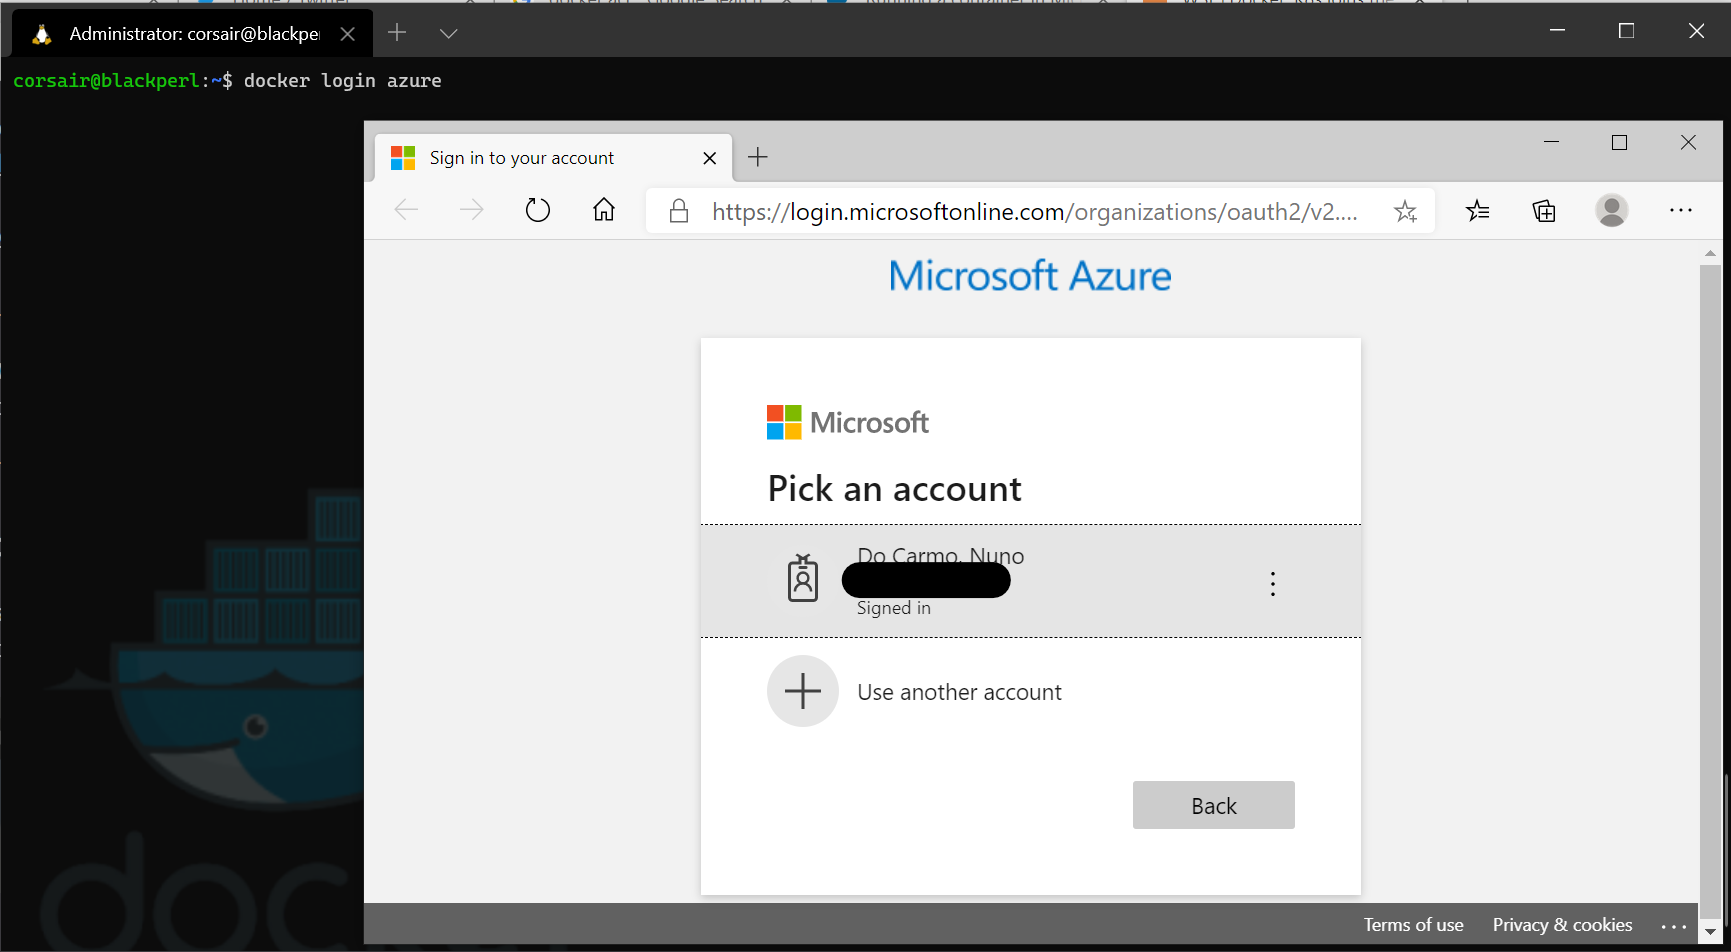 Administrator: corsair@blackper
corsair@blackperl:~$ docker login azure
Sign in to your account
https://login.microsoftonline.com/organizations/oauth2/v2....
Microsoft Azure
Microsoft
Pick an account
Do Carmo, Nuno
Signed in
Use another account
Back
docker
Terms of use
Privacy & cookies